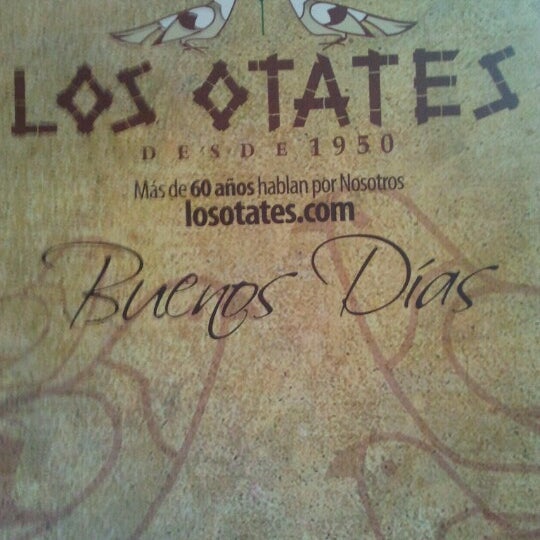 LOS OTATES
DESDE 1950
Más de 60 años hablan por Nosotros
losotates.com
Buenos Días